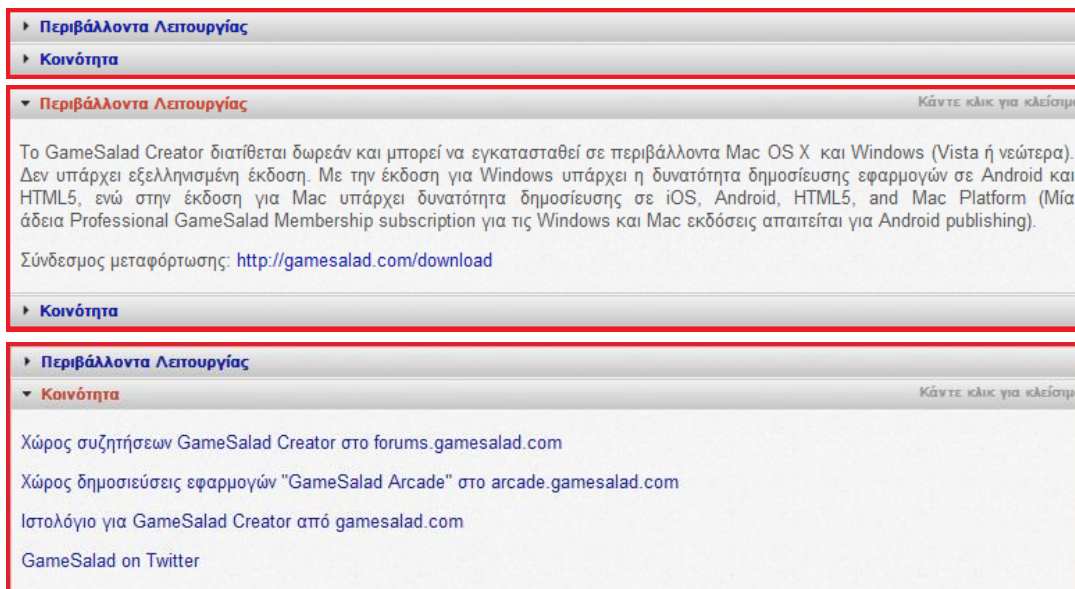 Περιβάλλοντα Λειτουργίας
Κοινότητα
Περιβάλλοντα Λειτουργίας
Κάντε κλικ για κλείσιμο
Το GameSalad Creator διατίθεται δωρεάν και μπορεί να εγκατασταθεί σε περιβάλλοντα Mac OS X και Windows (Vista ή νεώτερα).
Δεν υπάρχει εξελληνισμένη έκδοση. Με την έκδοση για Windows υπάρχει η δυνατότητα δημοσίευσης εφαρμογών σε Android και
HTML5, ενώ στην έκδοση για Mac υπάρχει δυνατότητα δημοσίευσης σε iOS, Android, HTML5, and Mac Platform (Μία
άδεια Professional GameSalad Membership subscription για τις Windows και Mac εκδόσεις απαιτείται για Android publishing).
Σύνδεσμος μεταφόρτωσης: http://gamesalad.com/download
Κοινότητα
Περιβάλλοντα Λειτουργίας
Κοινότητα
Κάντε κλικ για κλείσιμο
Χώρος συζητήσεων GameSalad Creator στο forums.gamesalad.com
Χώρος δημοσιεύσεις εφαρμογών "GameSalad Arcade" στο arcade.gamesalad.com
Ιστολόγιο για GameSalad Creator από gamesalad.com
GameSalad on Twitter